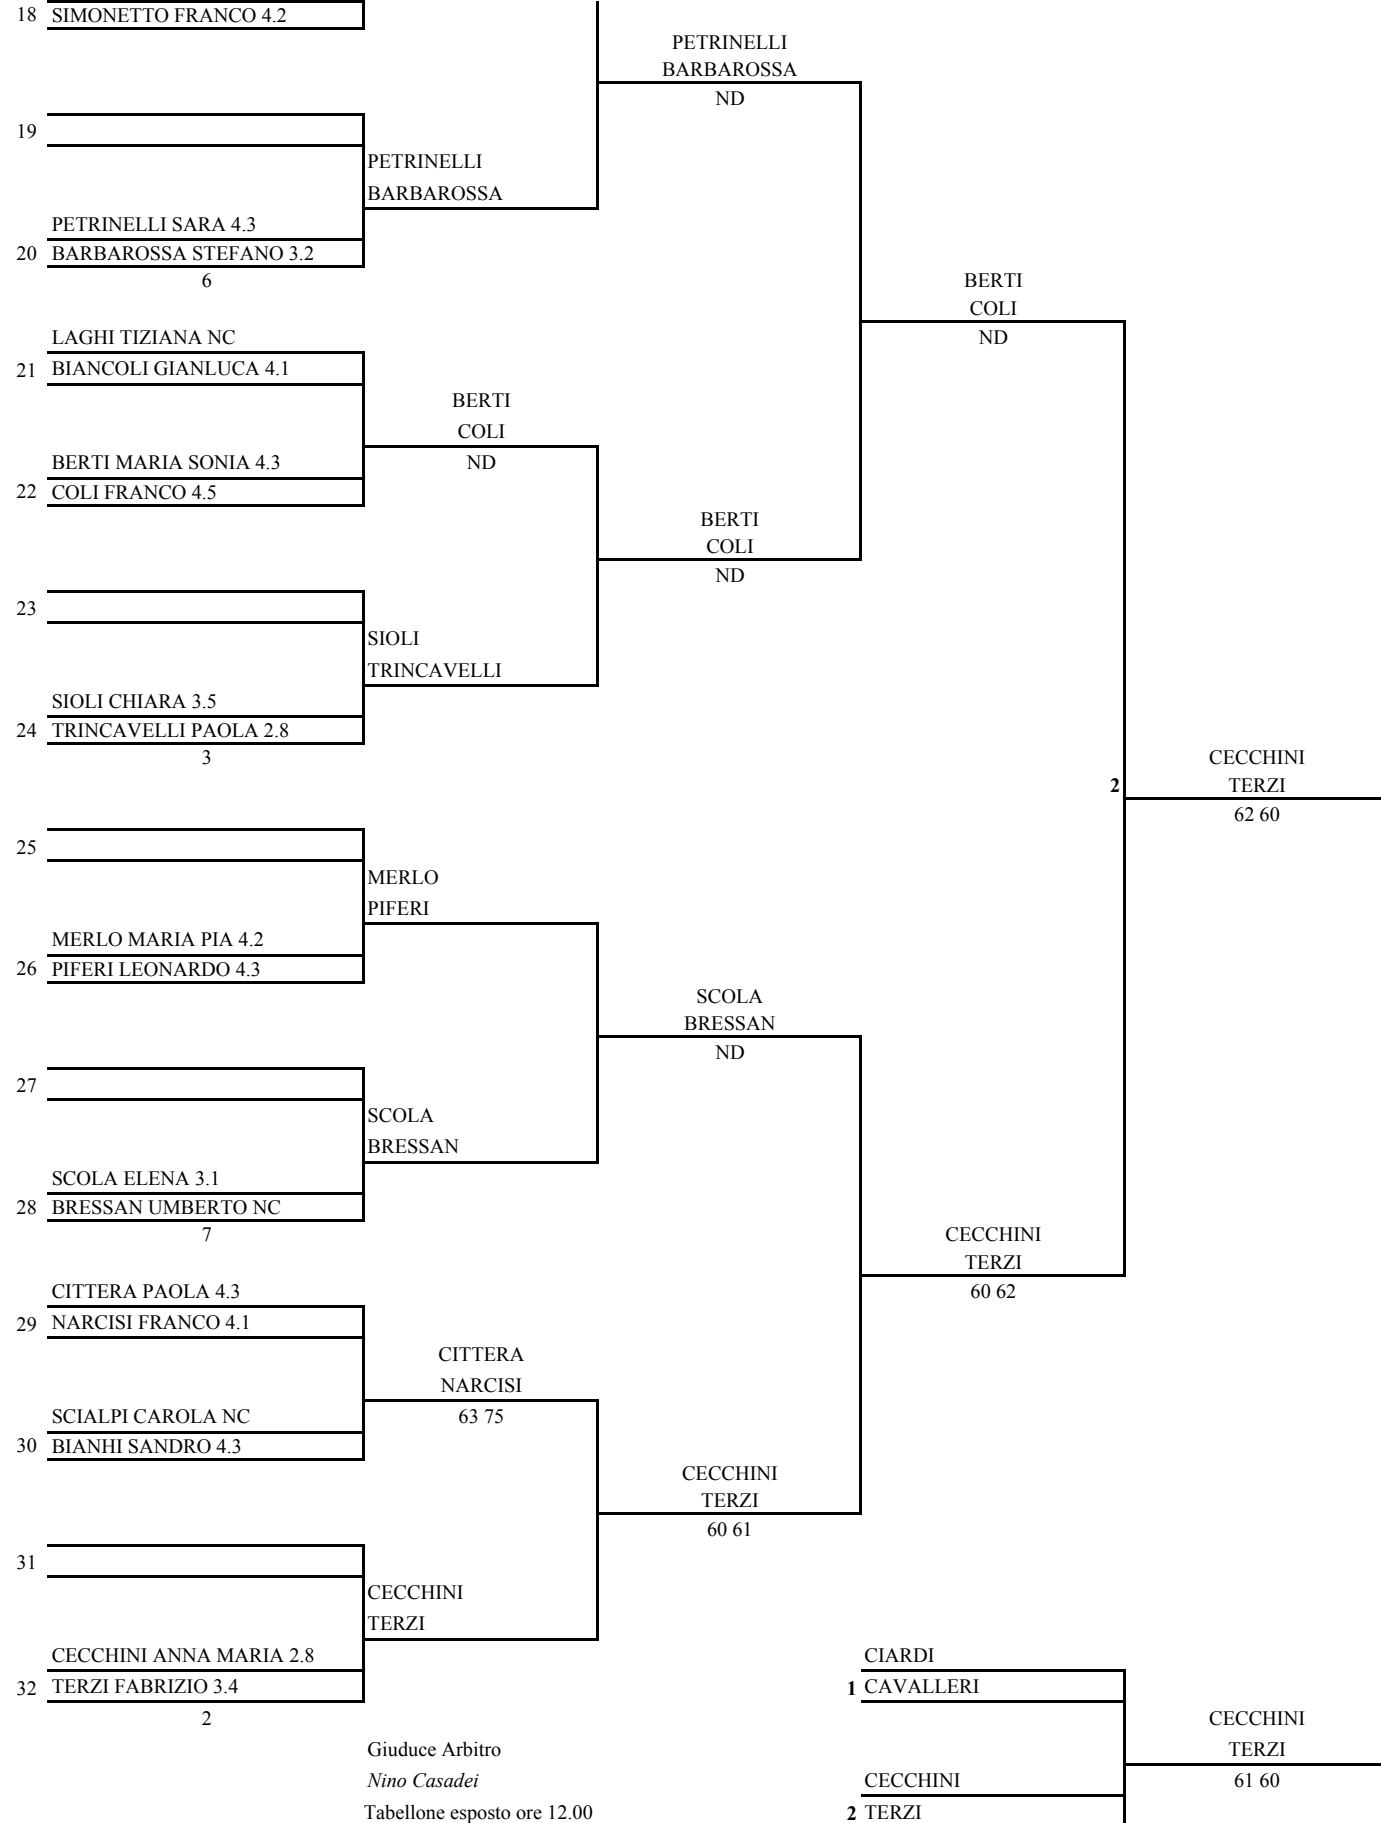 18 SIMONETTO FRANCO 4.2
PETRINELLI
BARBAROSSA
ND
19
PETRINELLI
BARBAROSSA
PETRINELLI SARA 4.3
20 BARBAROSSA STEFANO 3.2
6
BERTI
COLI
ND
LAGHI TIZIANA NC
21 BIANCOLI GIANLUCA 4.1
BERTI
COLI
ND
BERTI MARIA SONIA 4.3
22 COLI FRANCO 4.5
BERTI
COLI
ND
23
SIOLI
TRINCAVELLI
SIOLI CHIARA 3.5
24 TRINCAVELLI PAOLA 2.8
3
CECCHINI
2 TERZI
62 60
25
MERLO
PIFERI
MERLO MARIA PIA 4.2
26 PIFERI LEONARDO 4.3
SCOLA
BRESSAN
ND
27
SCOLA
BRESSAN
SCOLA ELENA 3.1
28 BRESSAN UMBERTO NC
7
CECCHINI
TERZI
60 62
CITTERA PAOLA 4.3
29 NARCISI FRANCO 4.1
CITTERA
NARCISI
63 75
SCIALPI CAROLA NC
30 BIANHI SANDRO 4.3
CECCHINI
TERZI
60 61
31
CECCHINI
TERZI
CECCHINI ANNA MARIA 2.8
32 TERZI FABRIZIO 3.4
2
CIARDI
1 CAVALLERI
CECCHINI
TERZI
61 60
Giuduce Arbitro
Nino Casadei
Tabellone esposto ore 12.00
CECCHINI
2 TERZI